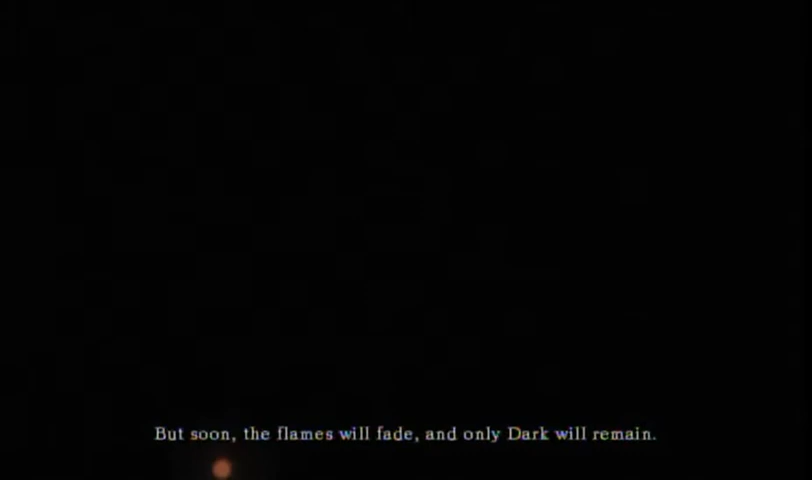 But soon, the flames will fade, and only Dark will remain.